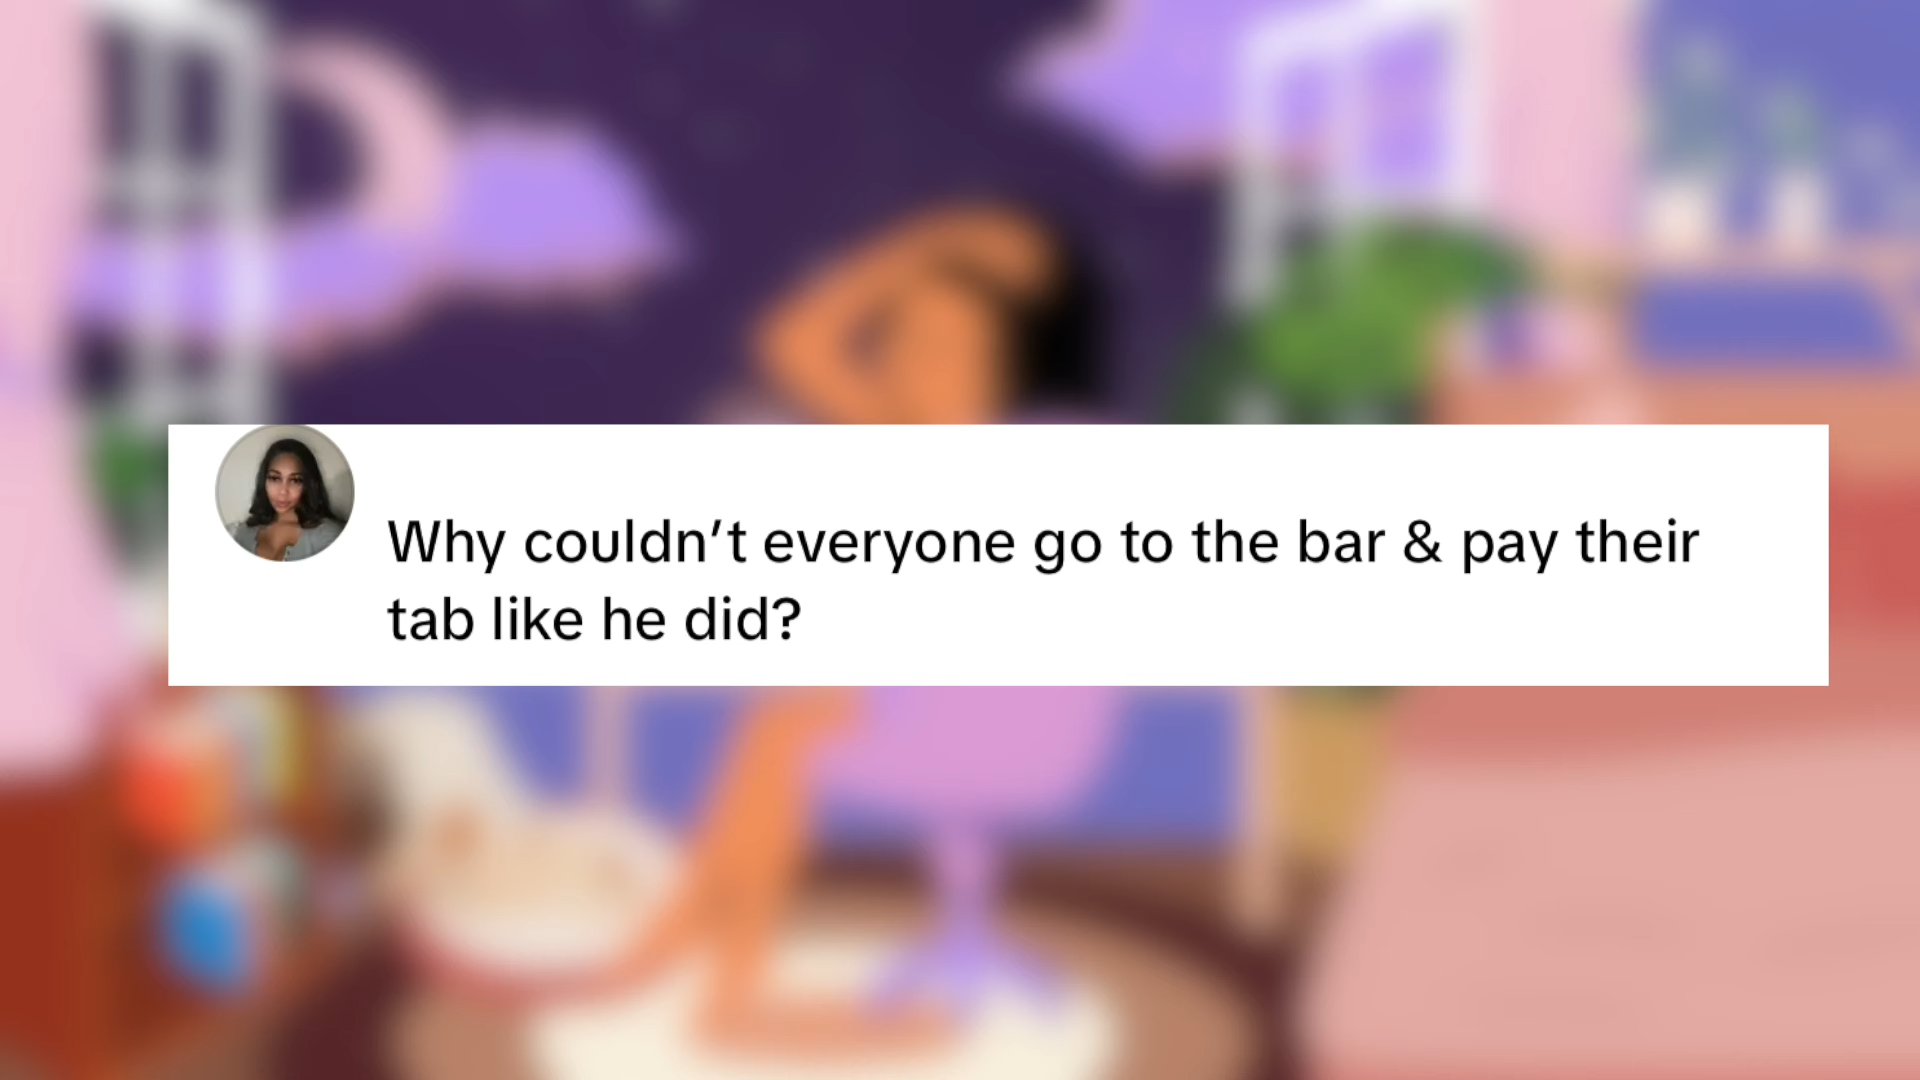 Why couldn’t everyone go to the bar & pay their
tab like he did?